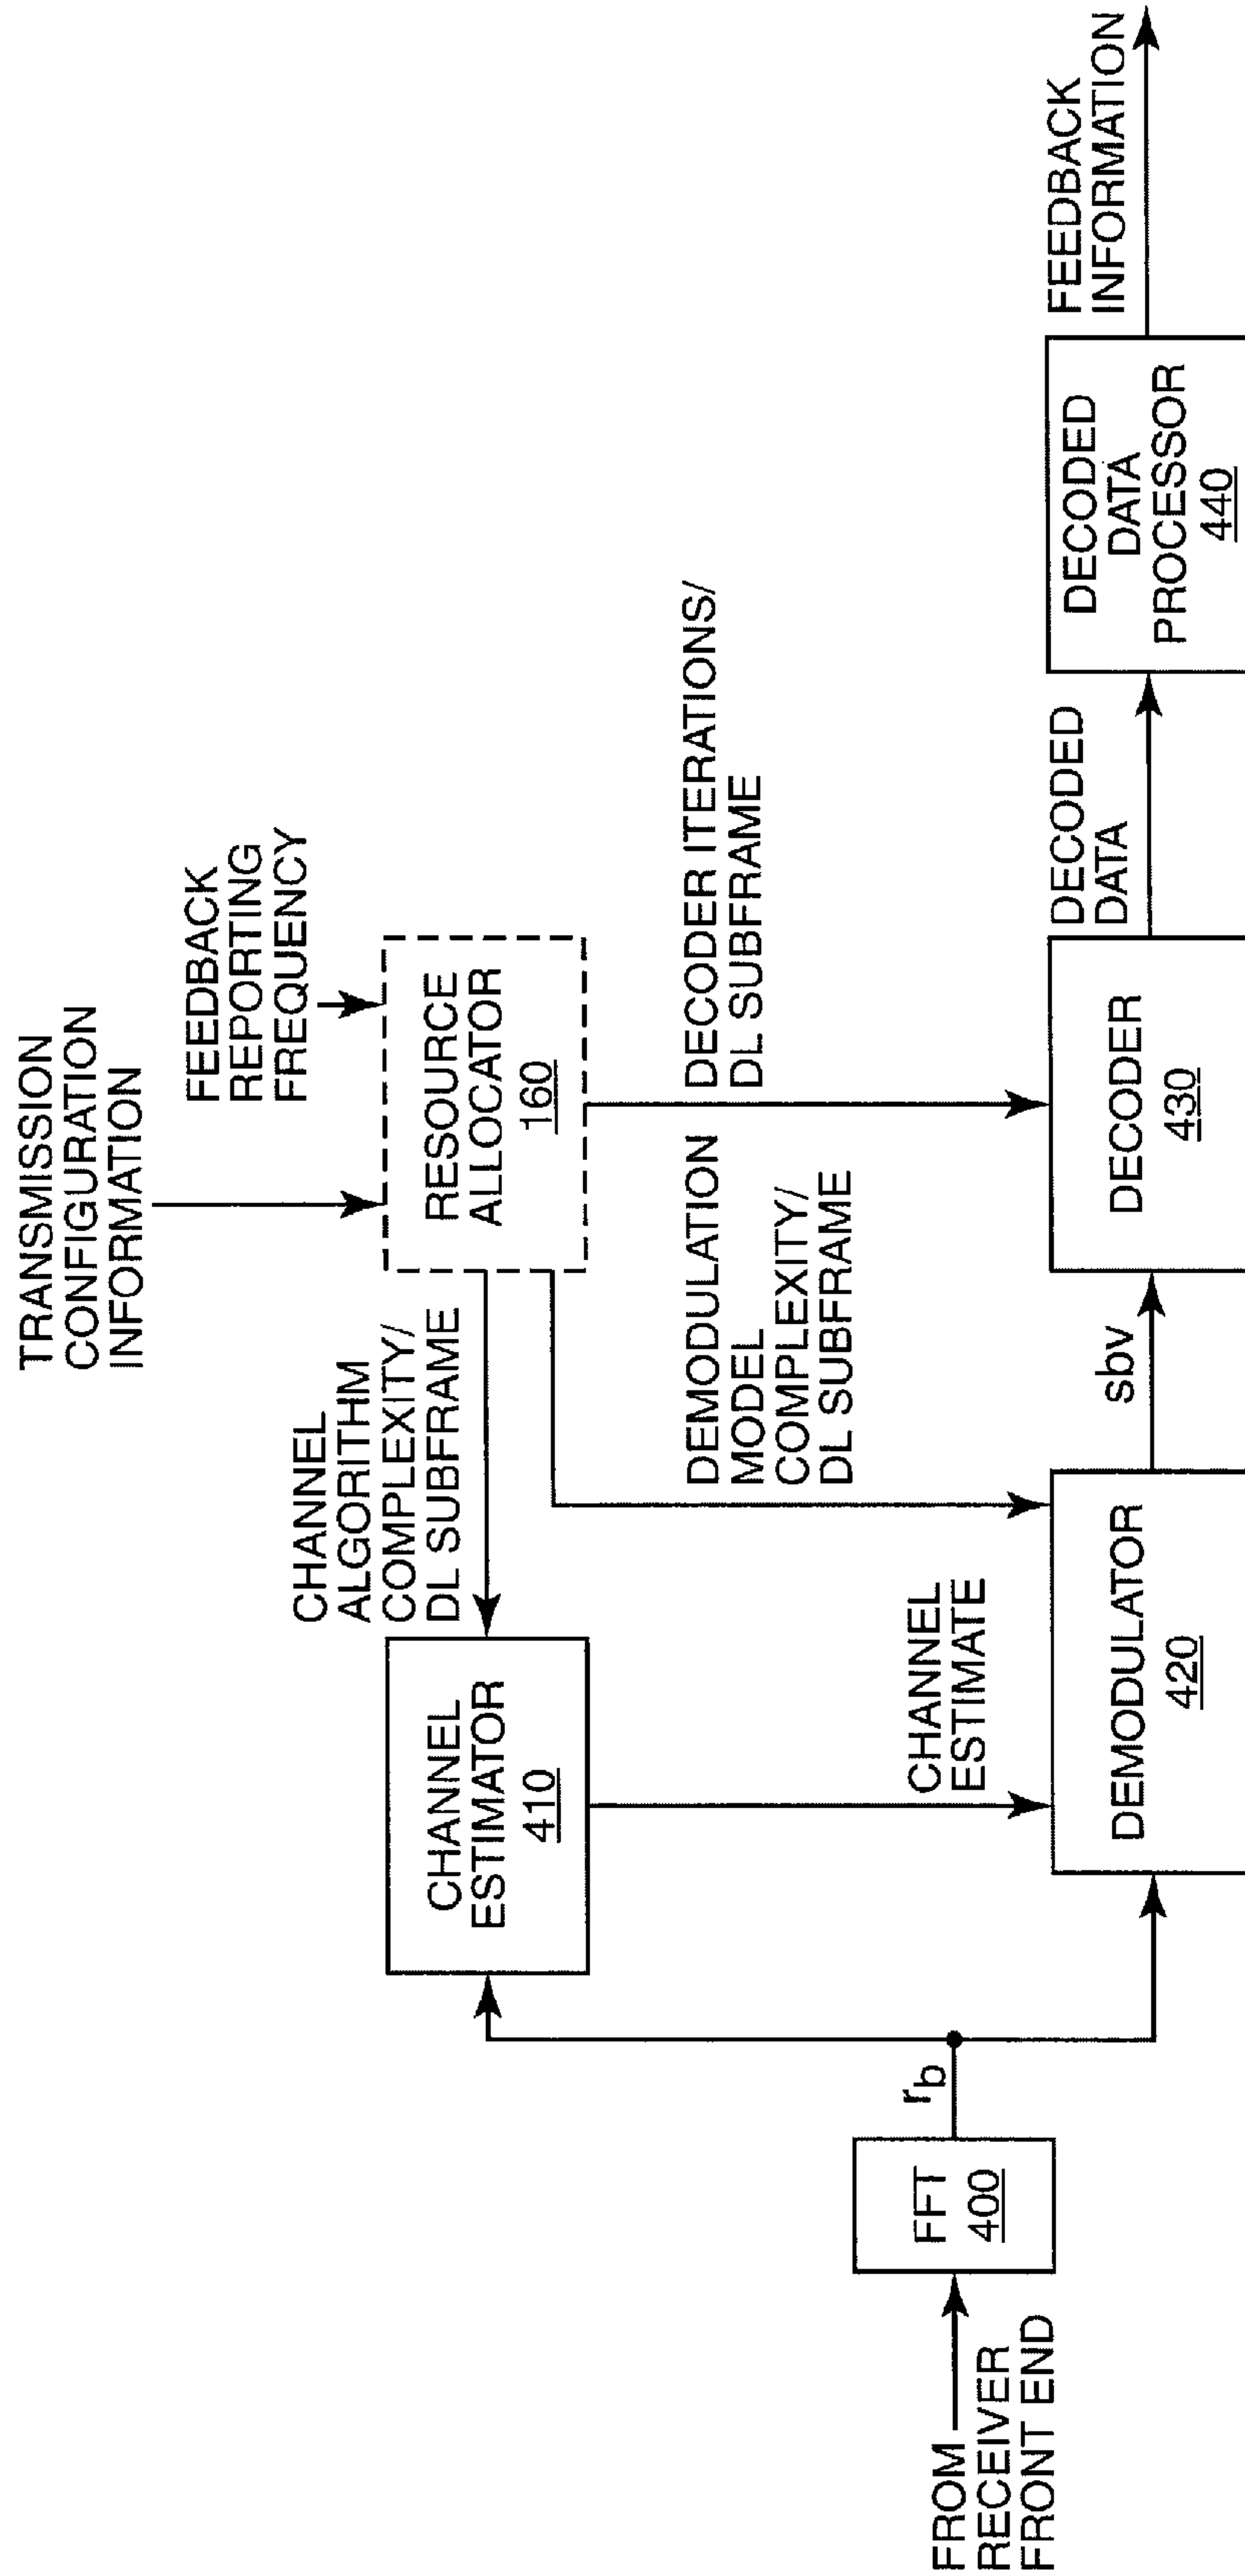 TRANSMISSION
CONFIGURATION
INFORMATION
FEEDBACK
REPORTING
FREQUENCY
RESOURCE
ALLOCATOR
160
CHANNEL
ALGORITHM
COMPLEXITY/
DL SUBFRAME
CHANNEL
ESTIMATOR
410
DEMODULATION
MODEL
COMPLEXITY/
DL SUBFRAME
DECODER ITERATIONS/
DL SUBFRAME
CHANNEL
ESTIMATE
FROM
RECEIVER
FRONT END
FFT
400
rb
DEMODULATOR
420
sbv
DECODER
430
DECODED
DATA
DECODED
DATA
PROCESSOR
440
FEEDBACK
INFORMATION